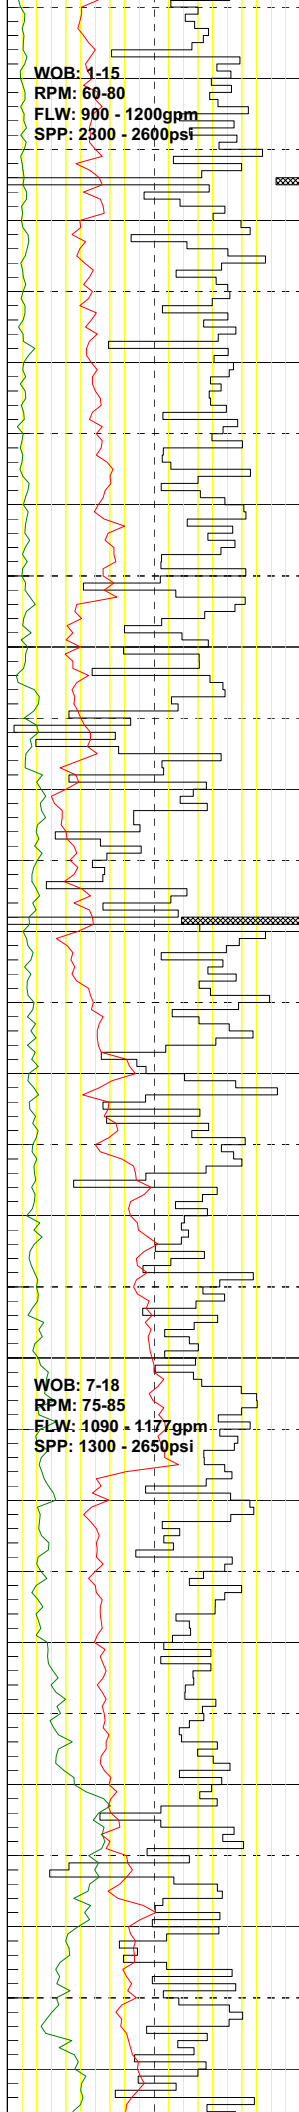 WOB: 1-15
RPM: 60-80
FLW: 900 - 1200gpm
SPP: 2300 - 2600psi
WOB: 7-18
RPM: 75-85
FLW: 1090 - 1177gpm
SPP: 1300 - 2650psi